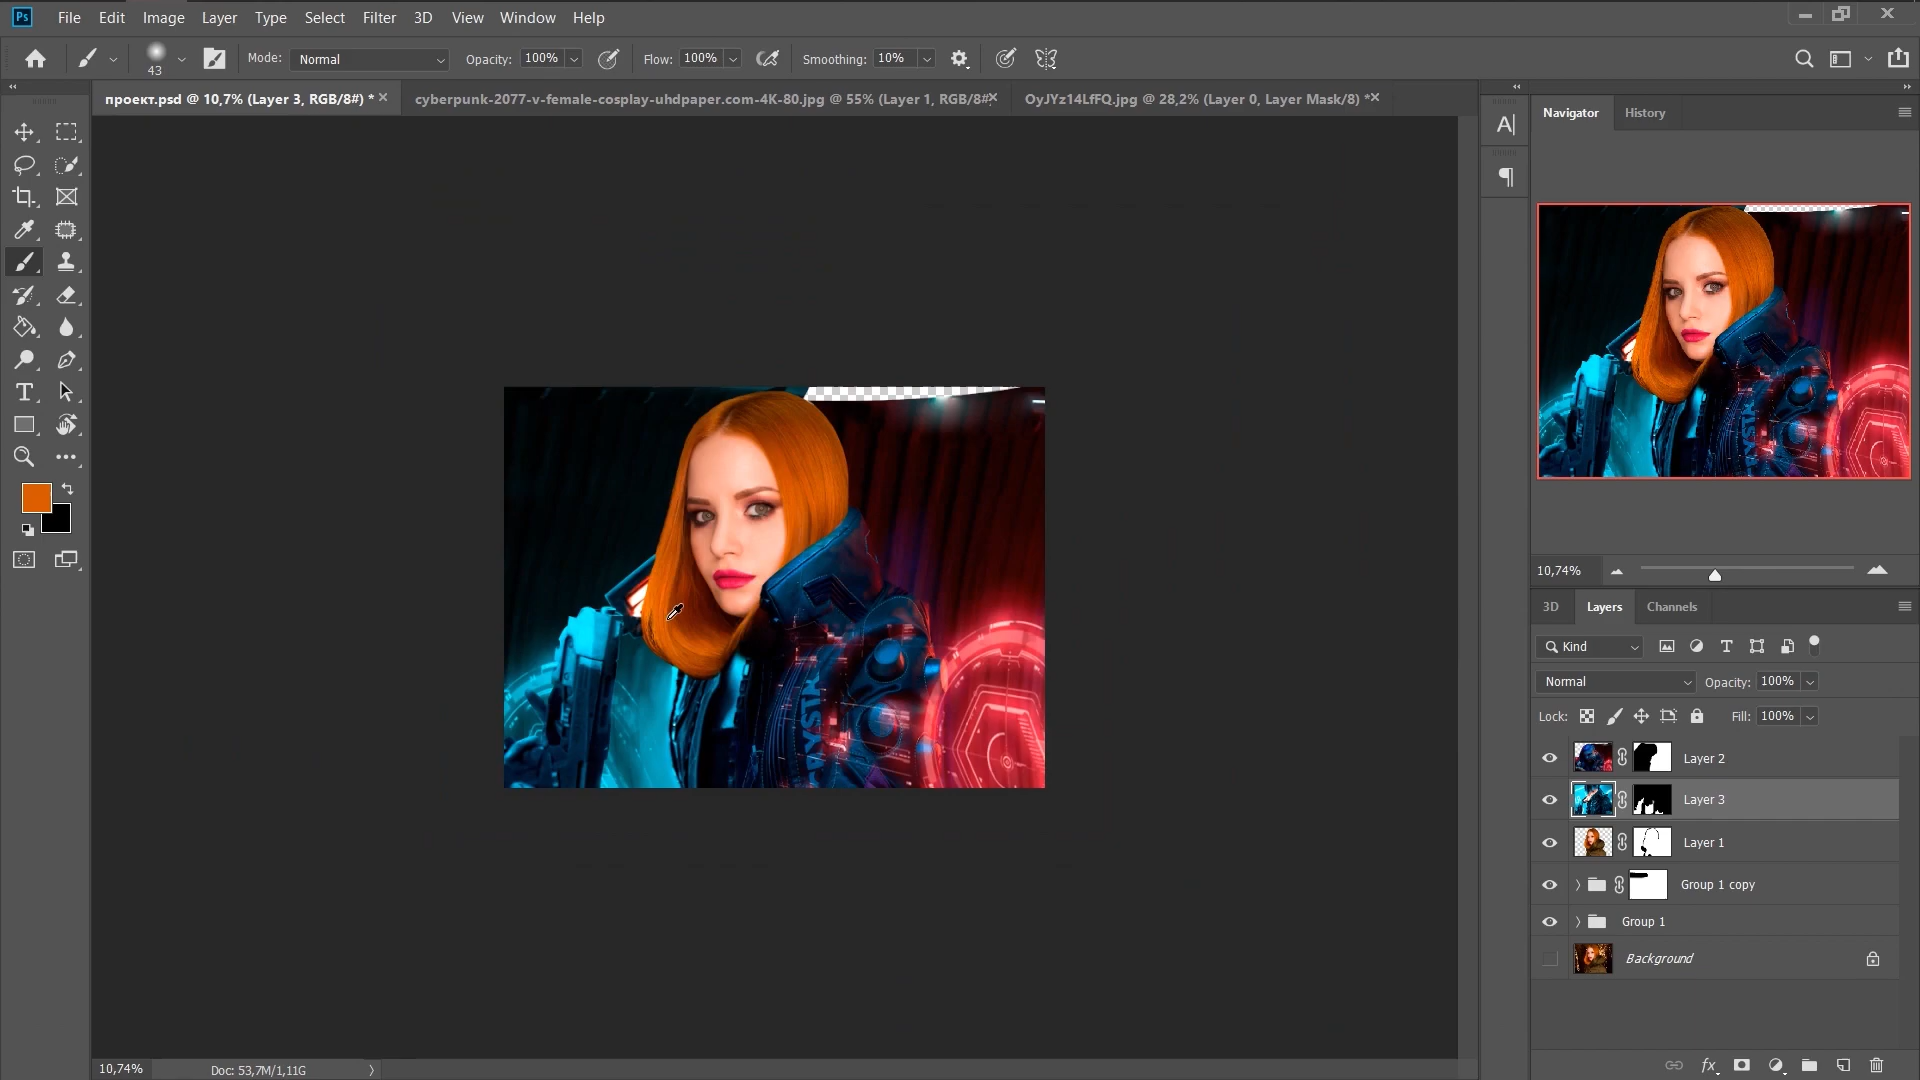 Ps File Edit Image Layer Type Select Filter 3D View Window Help
43 Mode: Normal Opacity: 100% Flow: 100% Smoothing: 10%
проект.psd @ 10,7% (Layer 3, RGB/8#) * cyberpunk-2077-v-female-cosplay-uhdpaper.com-4K-80.jpg @ 55% (Layer 1, RGB/8# OyJYz14LfFQ.jpg @ 28,2% (Layer 0, Layer Mask/8) *
Navigator History
10,74%
3D Layers Channels
Kind
Normal Opacity: 100%
Lock: Fill: 100%
Layer 2
Layer 3
Layer 1
Group 1 copy
Group 1
Background
fx
10,74% Doc: 53,7M/1,11G